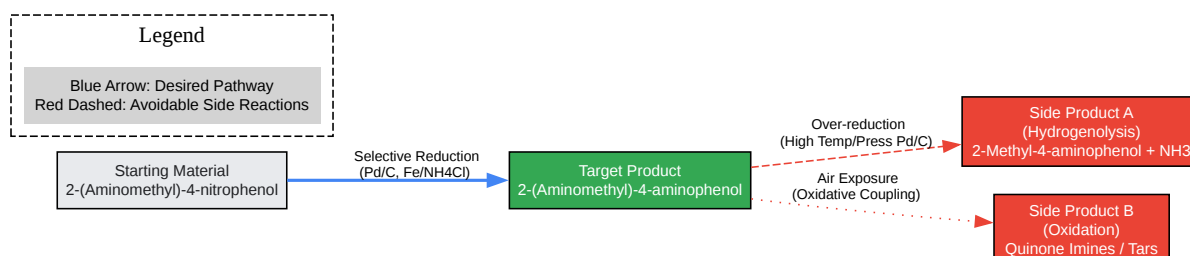 Legend
Blue Arrow: Desired Pathway
Red Dashed: Avoidable Side Reactions
Starting Material
2-(Aminomethyl)-4-nitrophenol
Selective Reduction
(Pd/C, Fe/NH4Cl)
Target Product
2-(Aminomethyl)-4-aminophenol
Over-reduction
(High Temp/Press Pd/C)
Side Product A
(Hydrogenolysis)
2-Methyl-4-aminophenol + NH3
Air Exposure
(Oxidative Coupling)
Side Product B
(Oxidation)
Quinone Imines / Tars